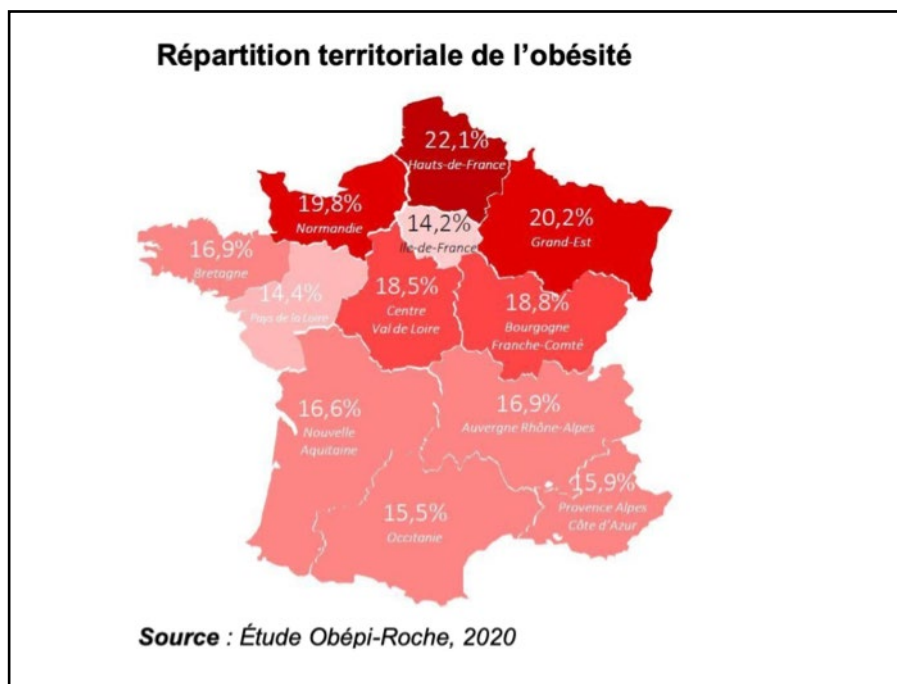 Répartition territoriale de l'obésité
22,1%
Hauts-de-France
19,8%
Normandie
14,2%
Ile-de-France
20,2%
Grand-Est
16,9%
Bretagne
14,4%
Pays de la Loire
18,5%
Centre
Val de Loire
18,8%
Bourgogne
Franche-Comté
16,6%
Nouvelle
Aquitaine
16,9%
Auvergne Rhône-Alpes
15,9%
Provence Alpes
Côte d'Azur
15,5%
Occitanie
Source : Étude Obépi-Roche, 2020